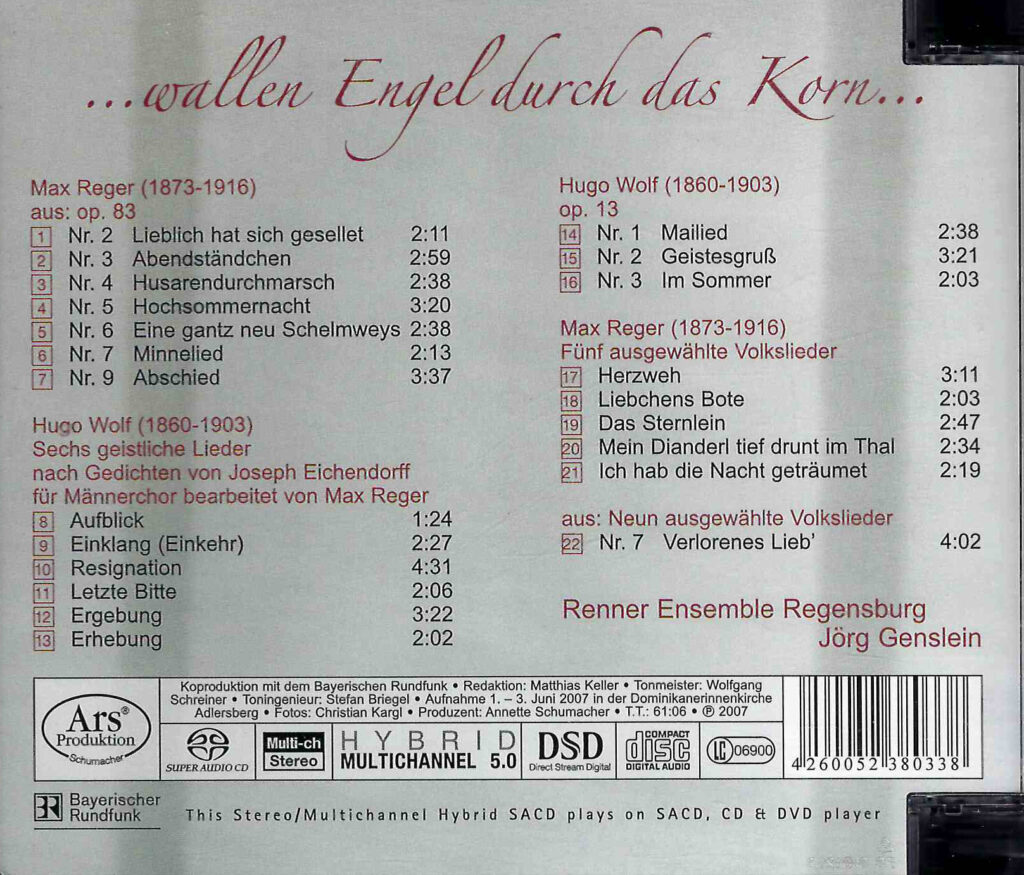 ...wallen Engel durch das Korn...
Max Reger (1873-1916)
aus: op. 83
1 Nr. 2 Lieblich hat sich gesellet 2:11
2 Nr. 3 Abendständchen 2:59
3 Nr. 4 Husarendurchmarsch 2:38
4 Nr. 5 Hochsommernacht 3:20
5 Nr. 6 Eine gantz neu Schelmweys 2:38
6 Nr. 7 Minnelied 2:13
7 Nr. 9 Abschied 3:37
Hugo Wolf (1860-1903)
Sechs geistliche Lieder
nach Gedichten von Joseph Eichendorff
für Männerchor bearbeitet von Max Reger
8 Aufblick 1:24
9 Einklang (Einkehr) 2:27
10 Resignation 4:31
11 Letzte Bitte 2:06
12 Ergebung 3:22
13 Erhebung 2:02
Hugo Wolf (1860-1903)
op. 13
14 Nr. 1 Mailied 2:38
15 Nr. 2 Geistesgruß 3:21
16 Nr. 3 Im Sommer 2:03
Max Reger (1873-1916)
Fünf ausgewählte Volkslieder
17 Herzweh 3:11
18 Liebchens Bote 2:03
19 Das Sternlein 2:47
20 Mein Dianderl tief drunt im Thal 2:34
21 Ich hab die Nacht geträumet 2:19
aus: Neun ausgewählte Volkslieder
22 Nr. 7 Verlorenes Lieb' 4:02
Renner Ensemble Regensburg
Jörg Genslein
Ars®
Produktion
Schumacher
Koproduktion mit dem Bayerischen Rundfunk • Redaktion: Matthias Keller • Tonmeister: Wolfgang
Schreiner • Toningenieur: Stefan Briegel • Aufnahme 1. – 3. Juni 2007 in der Dominikanerinnenkirche
Adlersberg • Fotos: Christian Kargl • Produzent: Annette Schumacher • T.T.: 61:06 • ℗ 2007
SUPER AUDIO CD
Multi-ch
Stereo
HYBRID
MULTICHANNEL 5.0
DSD
Direct Stream Digital
COMPACT
disc
DIGITAL AUDIO
LC 06900
4 260052 380338
BR Bayerischer
Rundfunk
This Stereo/Multichannel Hybrid SACD plays on SACD, CD & DVD player